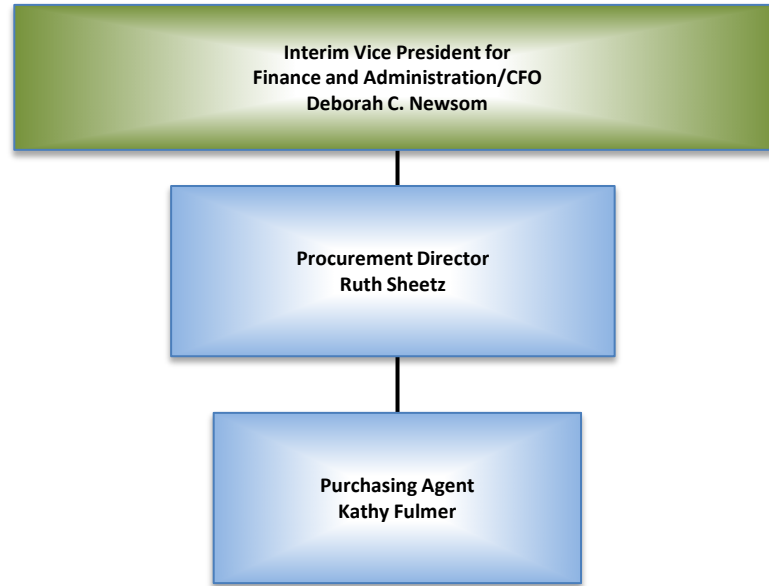 Interim Vice President for
Finance and Administration/CFO
Deborah C. Newsom
Procurement Director
Ruth Sheetz
Purchasing Agent
Kathy Fulmer